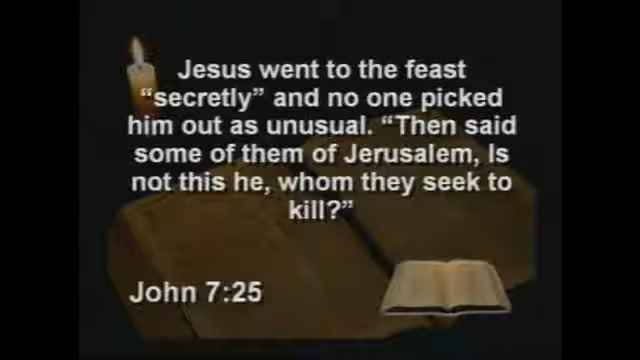 Jesus went to the feast
“secretly” and no one picked
him out as unusual. “Then said
some of them of Jerusalem, Is
not this he, whom they seek to
kill?”
John 7:25